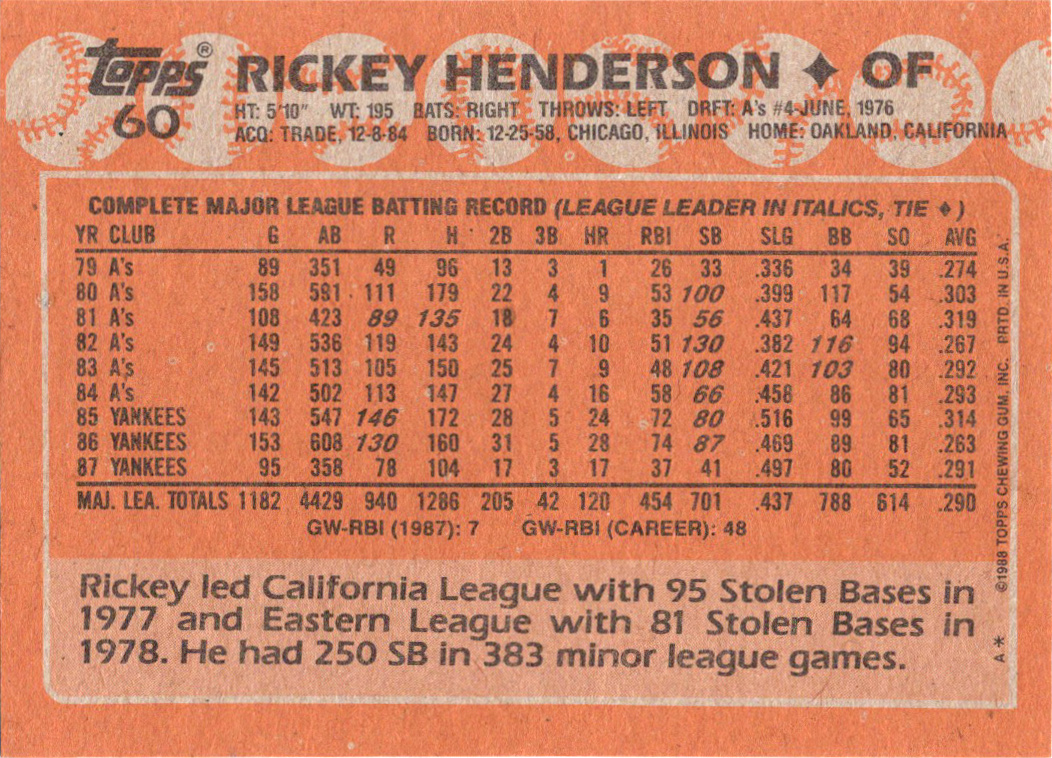 topps® RICKEY HENDERSON ♦ OF
60 HT: 5'10" WT: 195 BATS: RIGHT THROWS: LEFT DRFT: A's #4-JUNE, 1976
ACQ: TRADE, 12-8-84 BORN: 12-25-58, CHICAGO, ILLINOIS HOME: OAKLAND, CALIFORNIA
COMPLETE MAJOR LEAGUE BATTING RECORD (LEAGUE LEADER IN ITALICS, TIE ♦)
YR CLUB G AB R H 2B 3B HR RBI SB SLG BB SO AVG
79 A's 89 351 49 96 13 3 1 26 33 .336 34 39 .274
80 A's 158 581 111 179 22 4 9 53 100 .399 117 54 .303
81 A's 108 423 89 135 18 7 6 35 56 .437 64 68 .319
82 A's 149 536 119 143 24 4 10 51 130 .382 116 94 .267
83 A's 145 513 105 150 25 7 9 48 108 .421 103 80 .292
84 A's 142 502 113 147 27 4 16 58 66 .458 86 81 .293
85 YANKEES 143 547 146 172 28 5 24 72 80 .516 99 65 .314
86 YANKEES 153 608 130 160 31 5 28 74 87 .469 89 81 .263
87 YANKEES 95 358 78 104 17 3 17 37 41 .497 80 52 .291
MAJ. LEA. TOTALS 1182 4429 940 1286 205 42 120 454 701 .437 788 614 .290
GW-RBI (1987): 7 GW-RBI (CAREER): 48
Rickey led California League with 95 Stolen Bases in
1977 and Eastern League with 81 Stolen Bases in
1978. He had 250 SB in 383 minor league games.
A* ©1988 TOPPS CHEWING GUM, INC. PRTD. IN U.S.A.